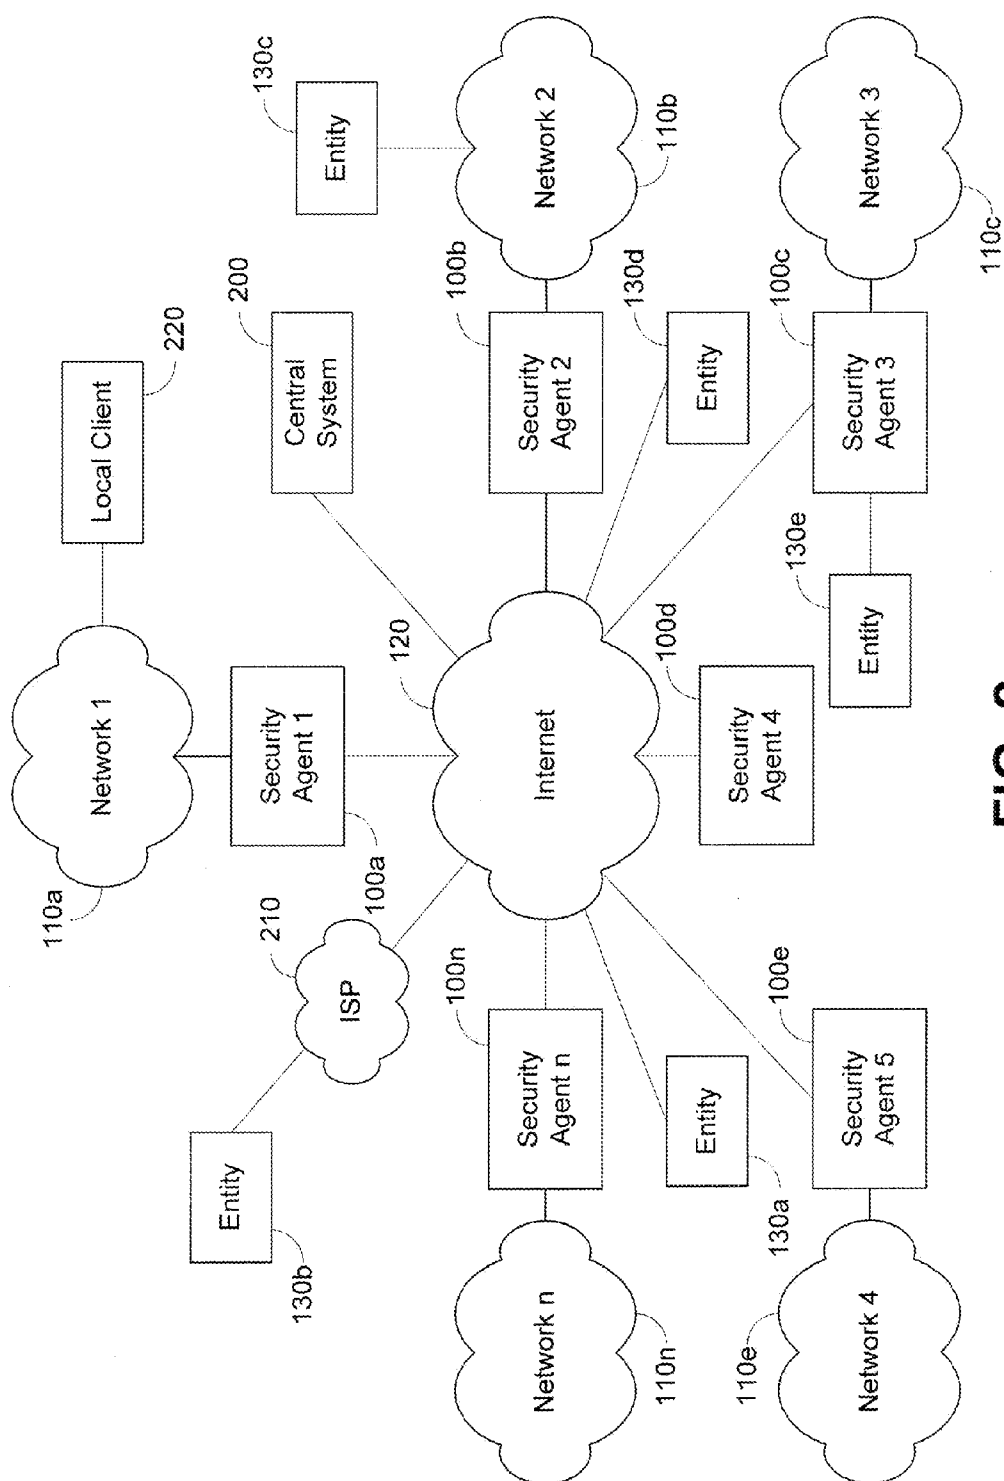 110a
Network 1
Local Client
220
Security
Agent 1
100a
210
ISP
Entity
130b
Central
System
200
Entity
130c
120
Internet
100n
Security
Agent n
Network n
110n
100b
Security
Agent 2
Network 2
110b
Entity
130a
Entity
130d
100d
Security
Agent 4
110e
Network 4
100e
Security
Agent 5
130e
Entity
100c
Security
Agent 3
Network 3
110c